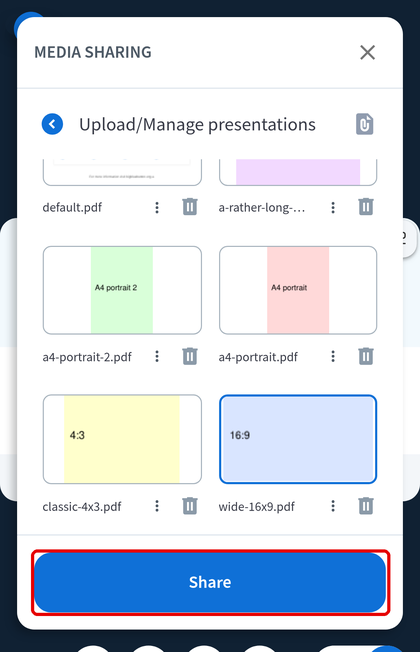 MEDIA SHARING
Upload/Manage presentations
default.pdf
a-rather-long-...
A4 portrait 2
A4 portrait
a4-portrait-2.pdf
a4-portrait.pdf
4:3
16:9
classic-4x3.pdf
wide-16x9.pdf
Share